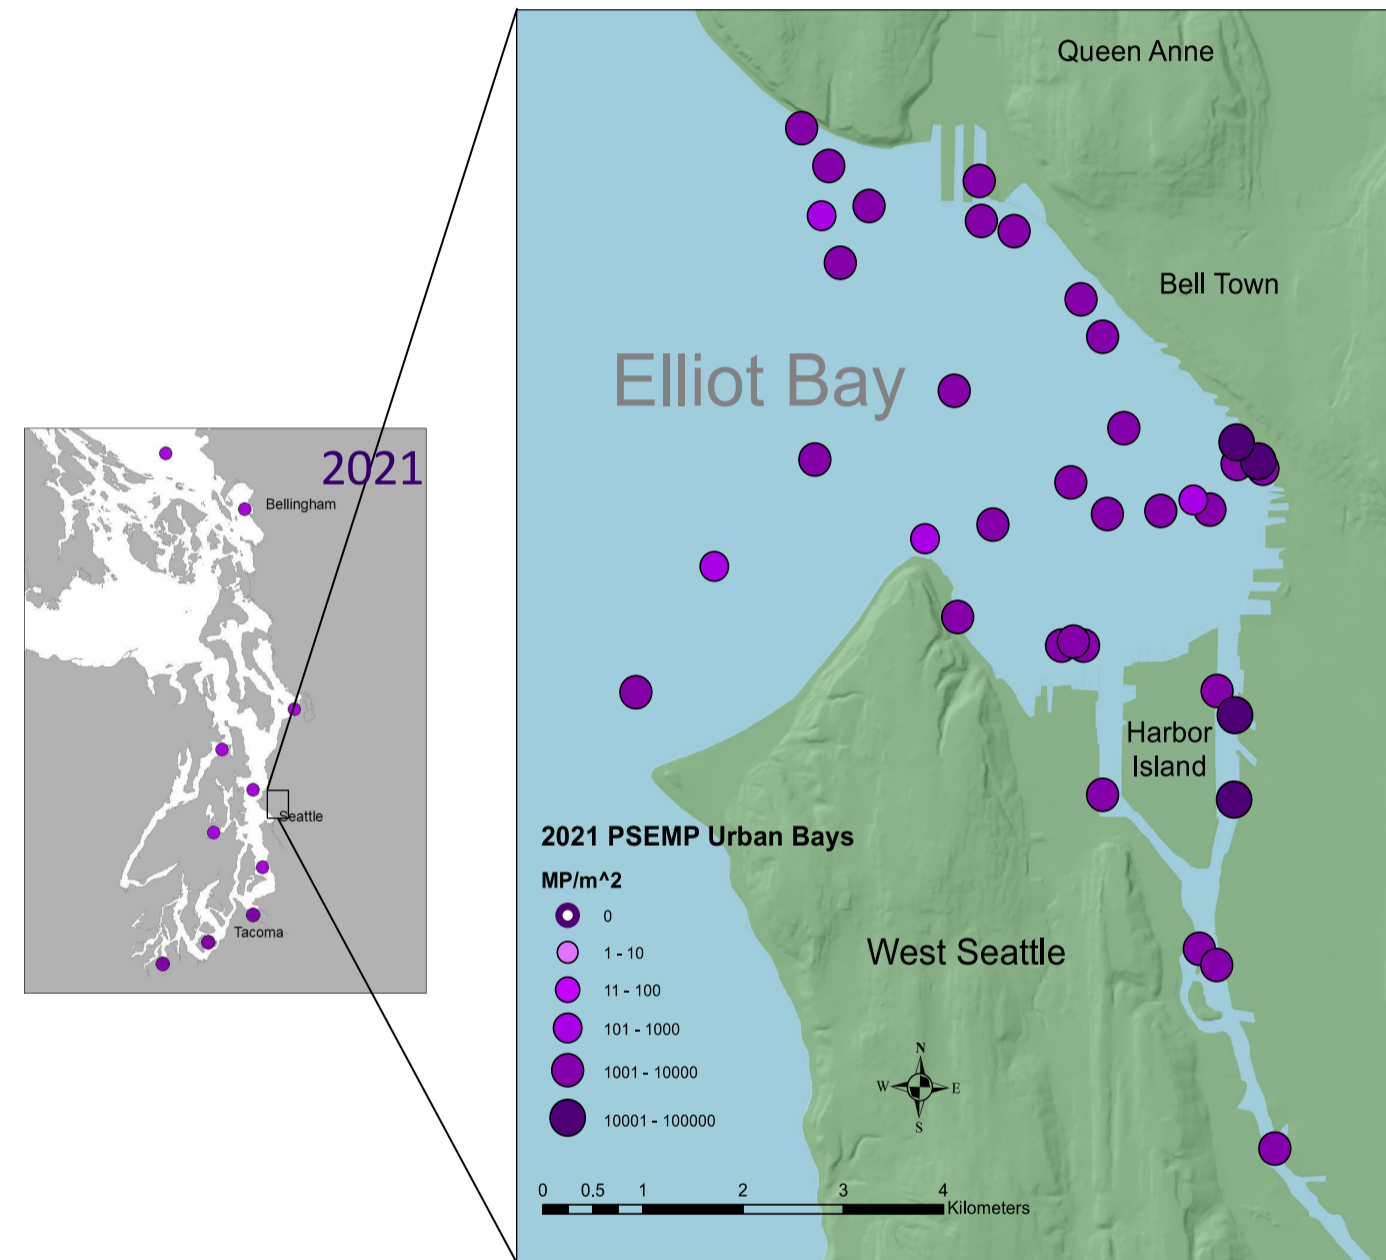 2021
Bellingham
Seattle
Tacoma
Queen Anne
Bell Town
Elliot Bay
Harbor
Island
West Seattle
2021 PSEMP Urban Bays
MP/m^2
0
1 - 10
11 - 100
101 - 1000
1001 - 10000
10001 - 100000
N
W E
S
0 0.5 1 2 3 4
Kilometers